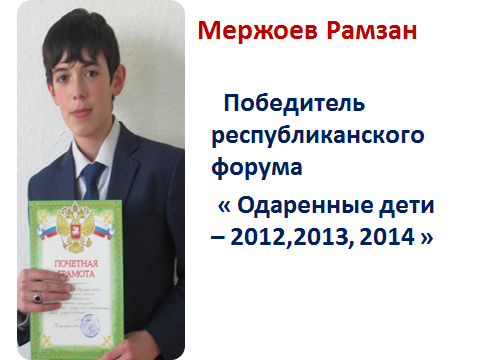 Мержоев Рамзан
Победитель
республиканского
форума
« Одаренные дети
– 2012,2013, 2014 »
ПОЧЕТНАЯ
ГРАМОТА